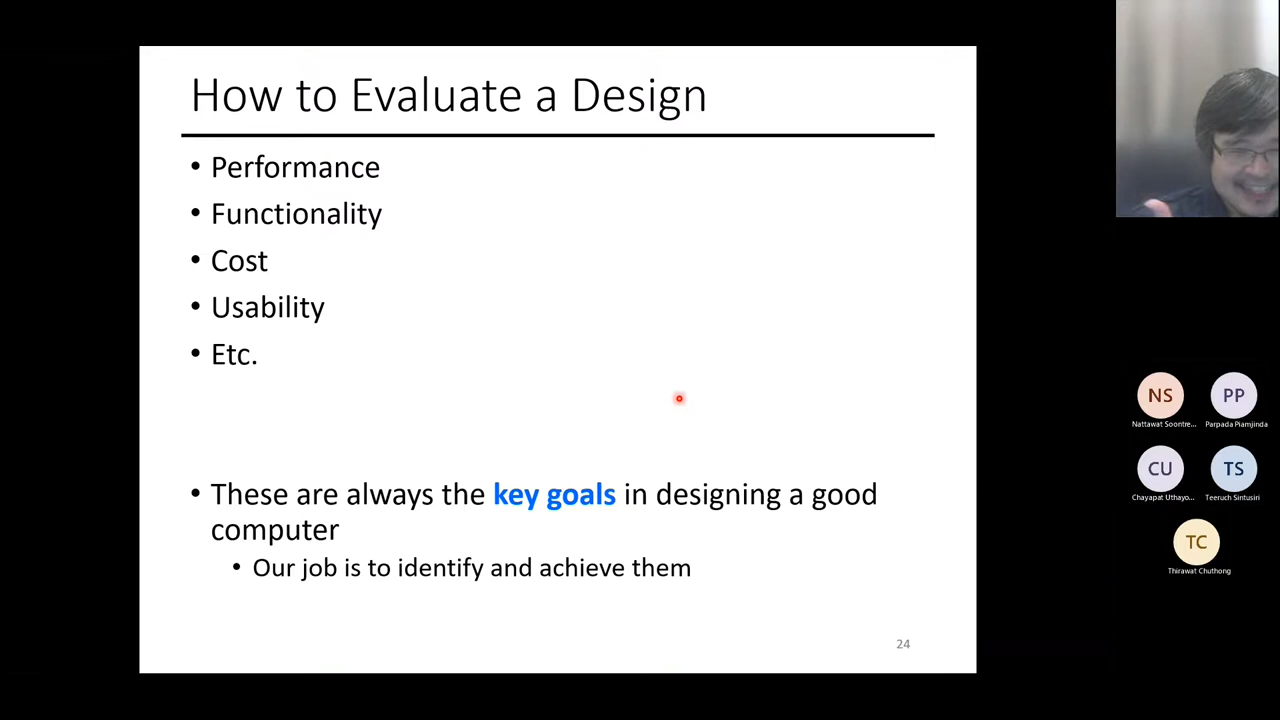 How to Evaluate a Design
• Performance
• Functionality
• Cost
• Usability
• Etc.
• These are always the key goals in designing a good
computer
• Our job is to identify and achieve them
24
NS
Nattawat Soontre...
PP
Parpada Piamjinda
CU
Chayapat Uthayo...
TS
Teeruch Sintusiri
TC
Thirawat Chuthong